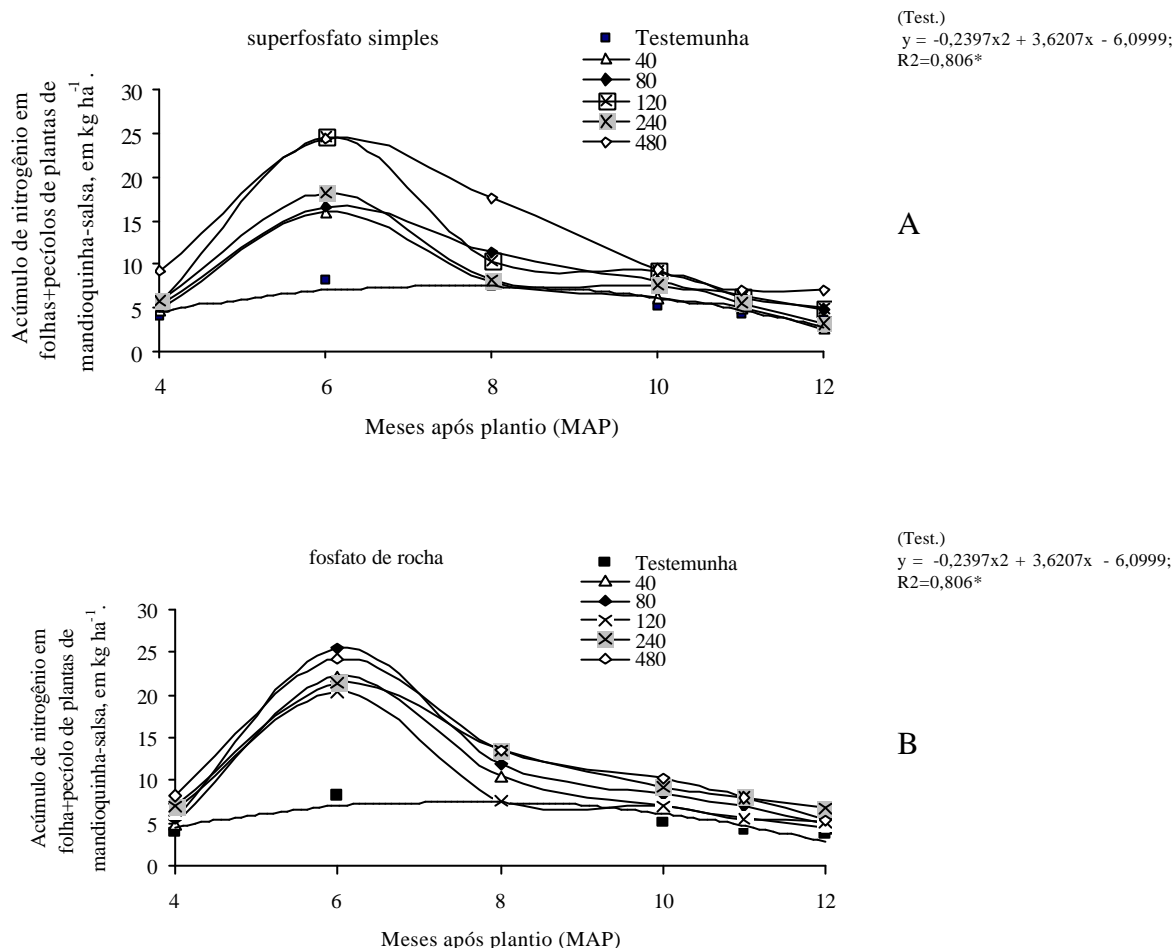 superfosfato simples
Testemunha
40
80
120
240
480
(Test.)
y = -0,2397x2 + 3,6207x - 6,0999;
R2=0,806*
Acúmulo de nitrogênio em
folhas+pecíolos de plantas de
mandioquinha-salsa, em kg ha-1.
30
25
20
15
10
5
0
4
6
8
10
12
Meses após plantio (MAP)
A
fosfato de rocha
Testemunha
40
80
120
240
480
(Test.)
y = -0,2397x2 + 3,6207x - 6,0999;
R2=0,806*
Acúmulo de nitrogênio em
folha+pecíolo de plantas de
mandioquinha-salsa, em kg ha-1.
30
25
20
15
10
5
0
4
6
8
10
12
Meses após plantio (MAP)
B